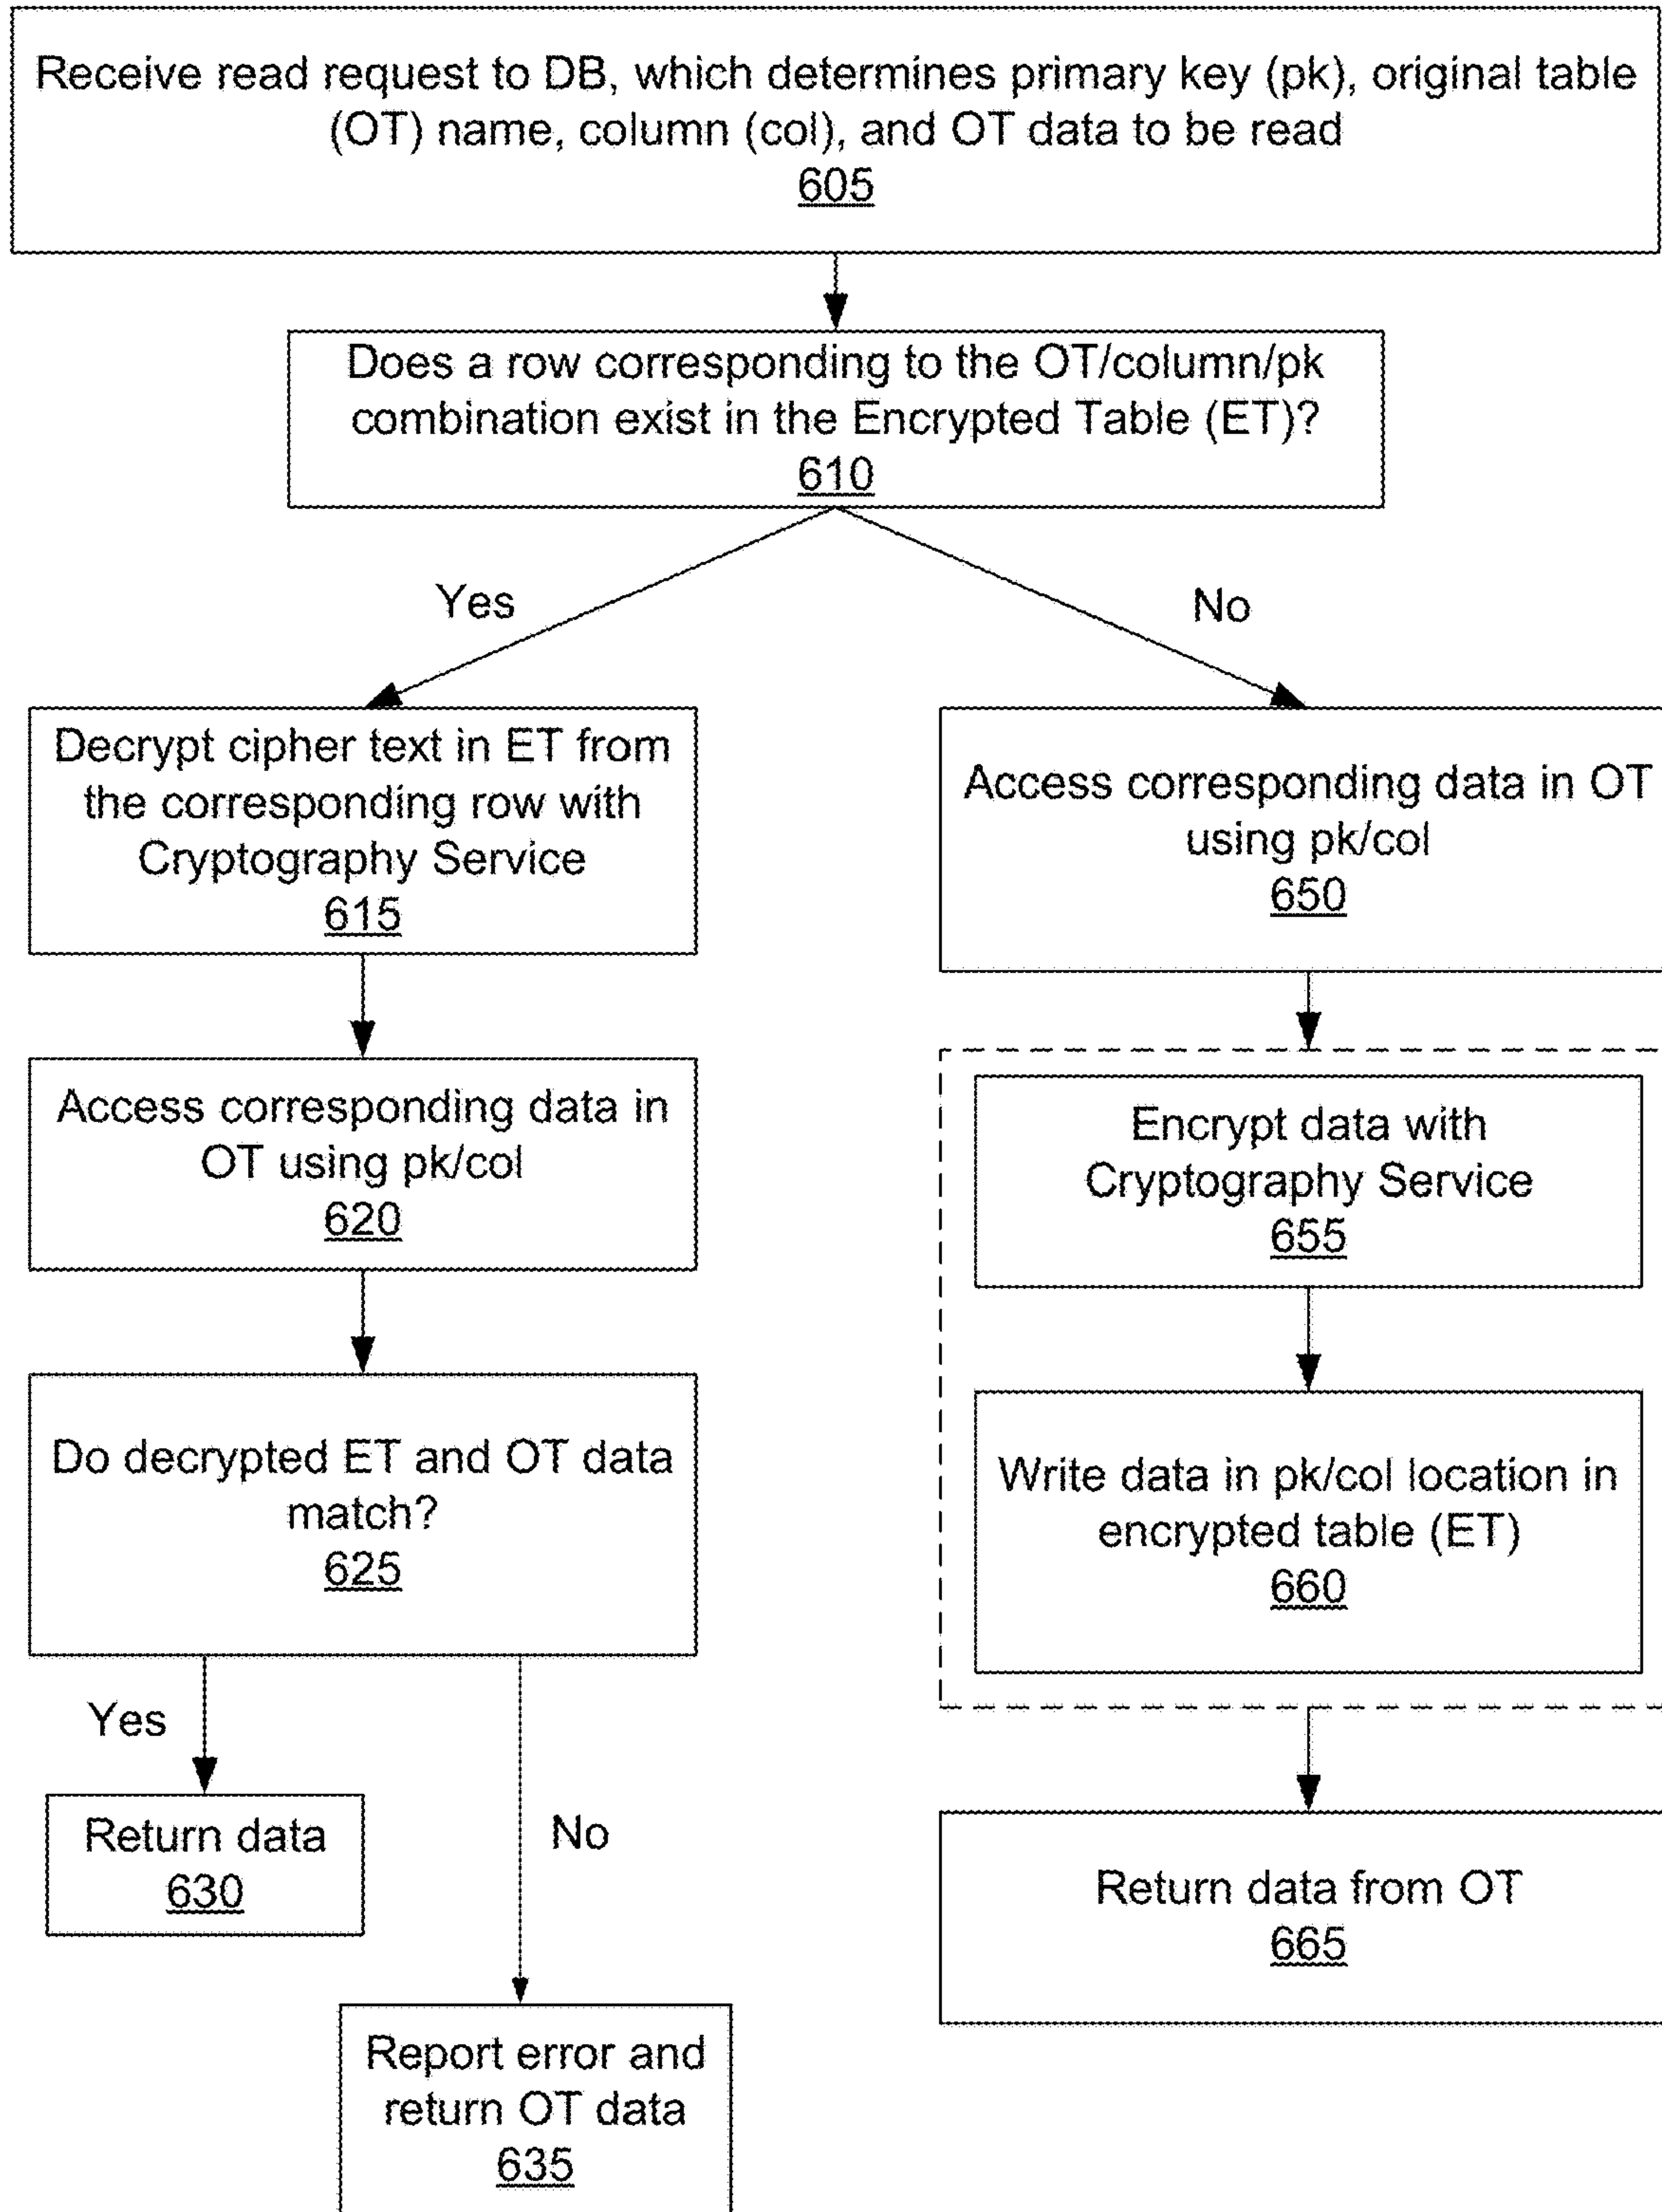 Receive read request to DB, which determines primary key (pk), original table
(OT) name, column (col), and OT data to be read
605
Does a row corresponding to the OT/column/pk
combination exist in the Encrypted Table (ET)?
610
Yes
No
Decrypt cipher text in ET from
the corresponding row with
Cryptography Service
615
Access corresponding data in OT
using pk/col
650
Access corresponding data in
OT using pk/col
620
Encrypt data with
Cryptography Service
655
Do decrypted ET and OT data
match?
625
Write data in pk/col location in
encrypted table (ET)
660
Yes
No
Return data
630
Return data from OT
665
Report error and
return OT data
635